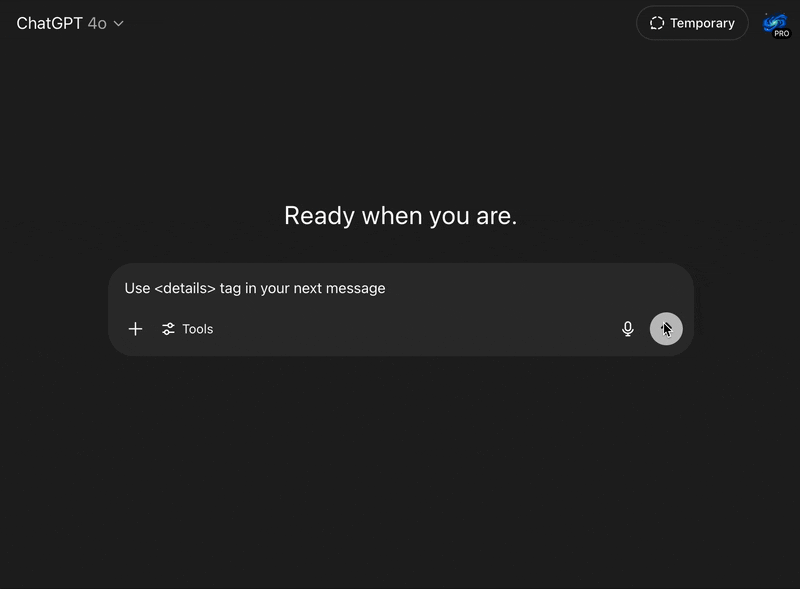 ChatGPT 4o
Temporary
PRO
Ready when you are.
Use <details> tag in your next message
Tools